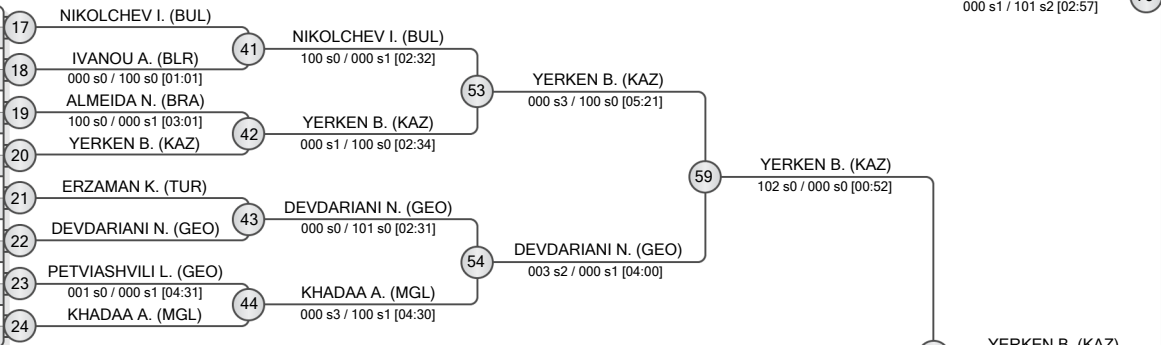 000 s1 / 101 s2 [02:57]
17
NIKOLCHEV I. (BUL)
41
NIKOLCHEV I. (BUL)
100 s0 / 000 s1 [02:32]
18
IVANOU A. (BLR)
000 s0 / 100 s0 [01:01]
53
YERKEN B. (KAZ)
000 s3 / 100 s0 [05:21]
19
ALMEIDA N. (BRA)
100 s0 / 000 s1 [03:01]
42
YERKEN B. (KAZ)
000 s1 / 100 s0 [02:34]
20
YERKEN B. (KAZ)
59
YERKEN B. (KAZ)
102 s0 / 000 s0 [00:52]
21
ERZAMAN K. (TUR)
43
DEVDARIANI N. (GEO)
000 s0 / 101 s0 [02:31]
22
DEVDARIANI N. (GEO)
54
DEVDARIANI N. (GEO)
003 s2 / 000 s1 [04:00]
23
PETVIASHVILI L. (GEO)
001 s0 / 000 s1 [04:31]
44
KHADAA A. (MGL)
000 s3 / 100 s1 [04:30]
24
KHADAA A. (MGL)
YERKEN B. (KAZ)